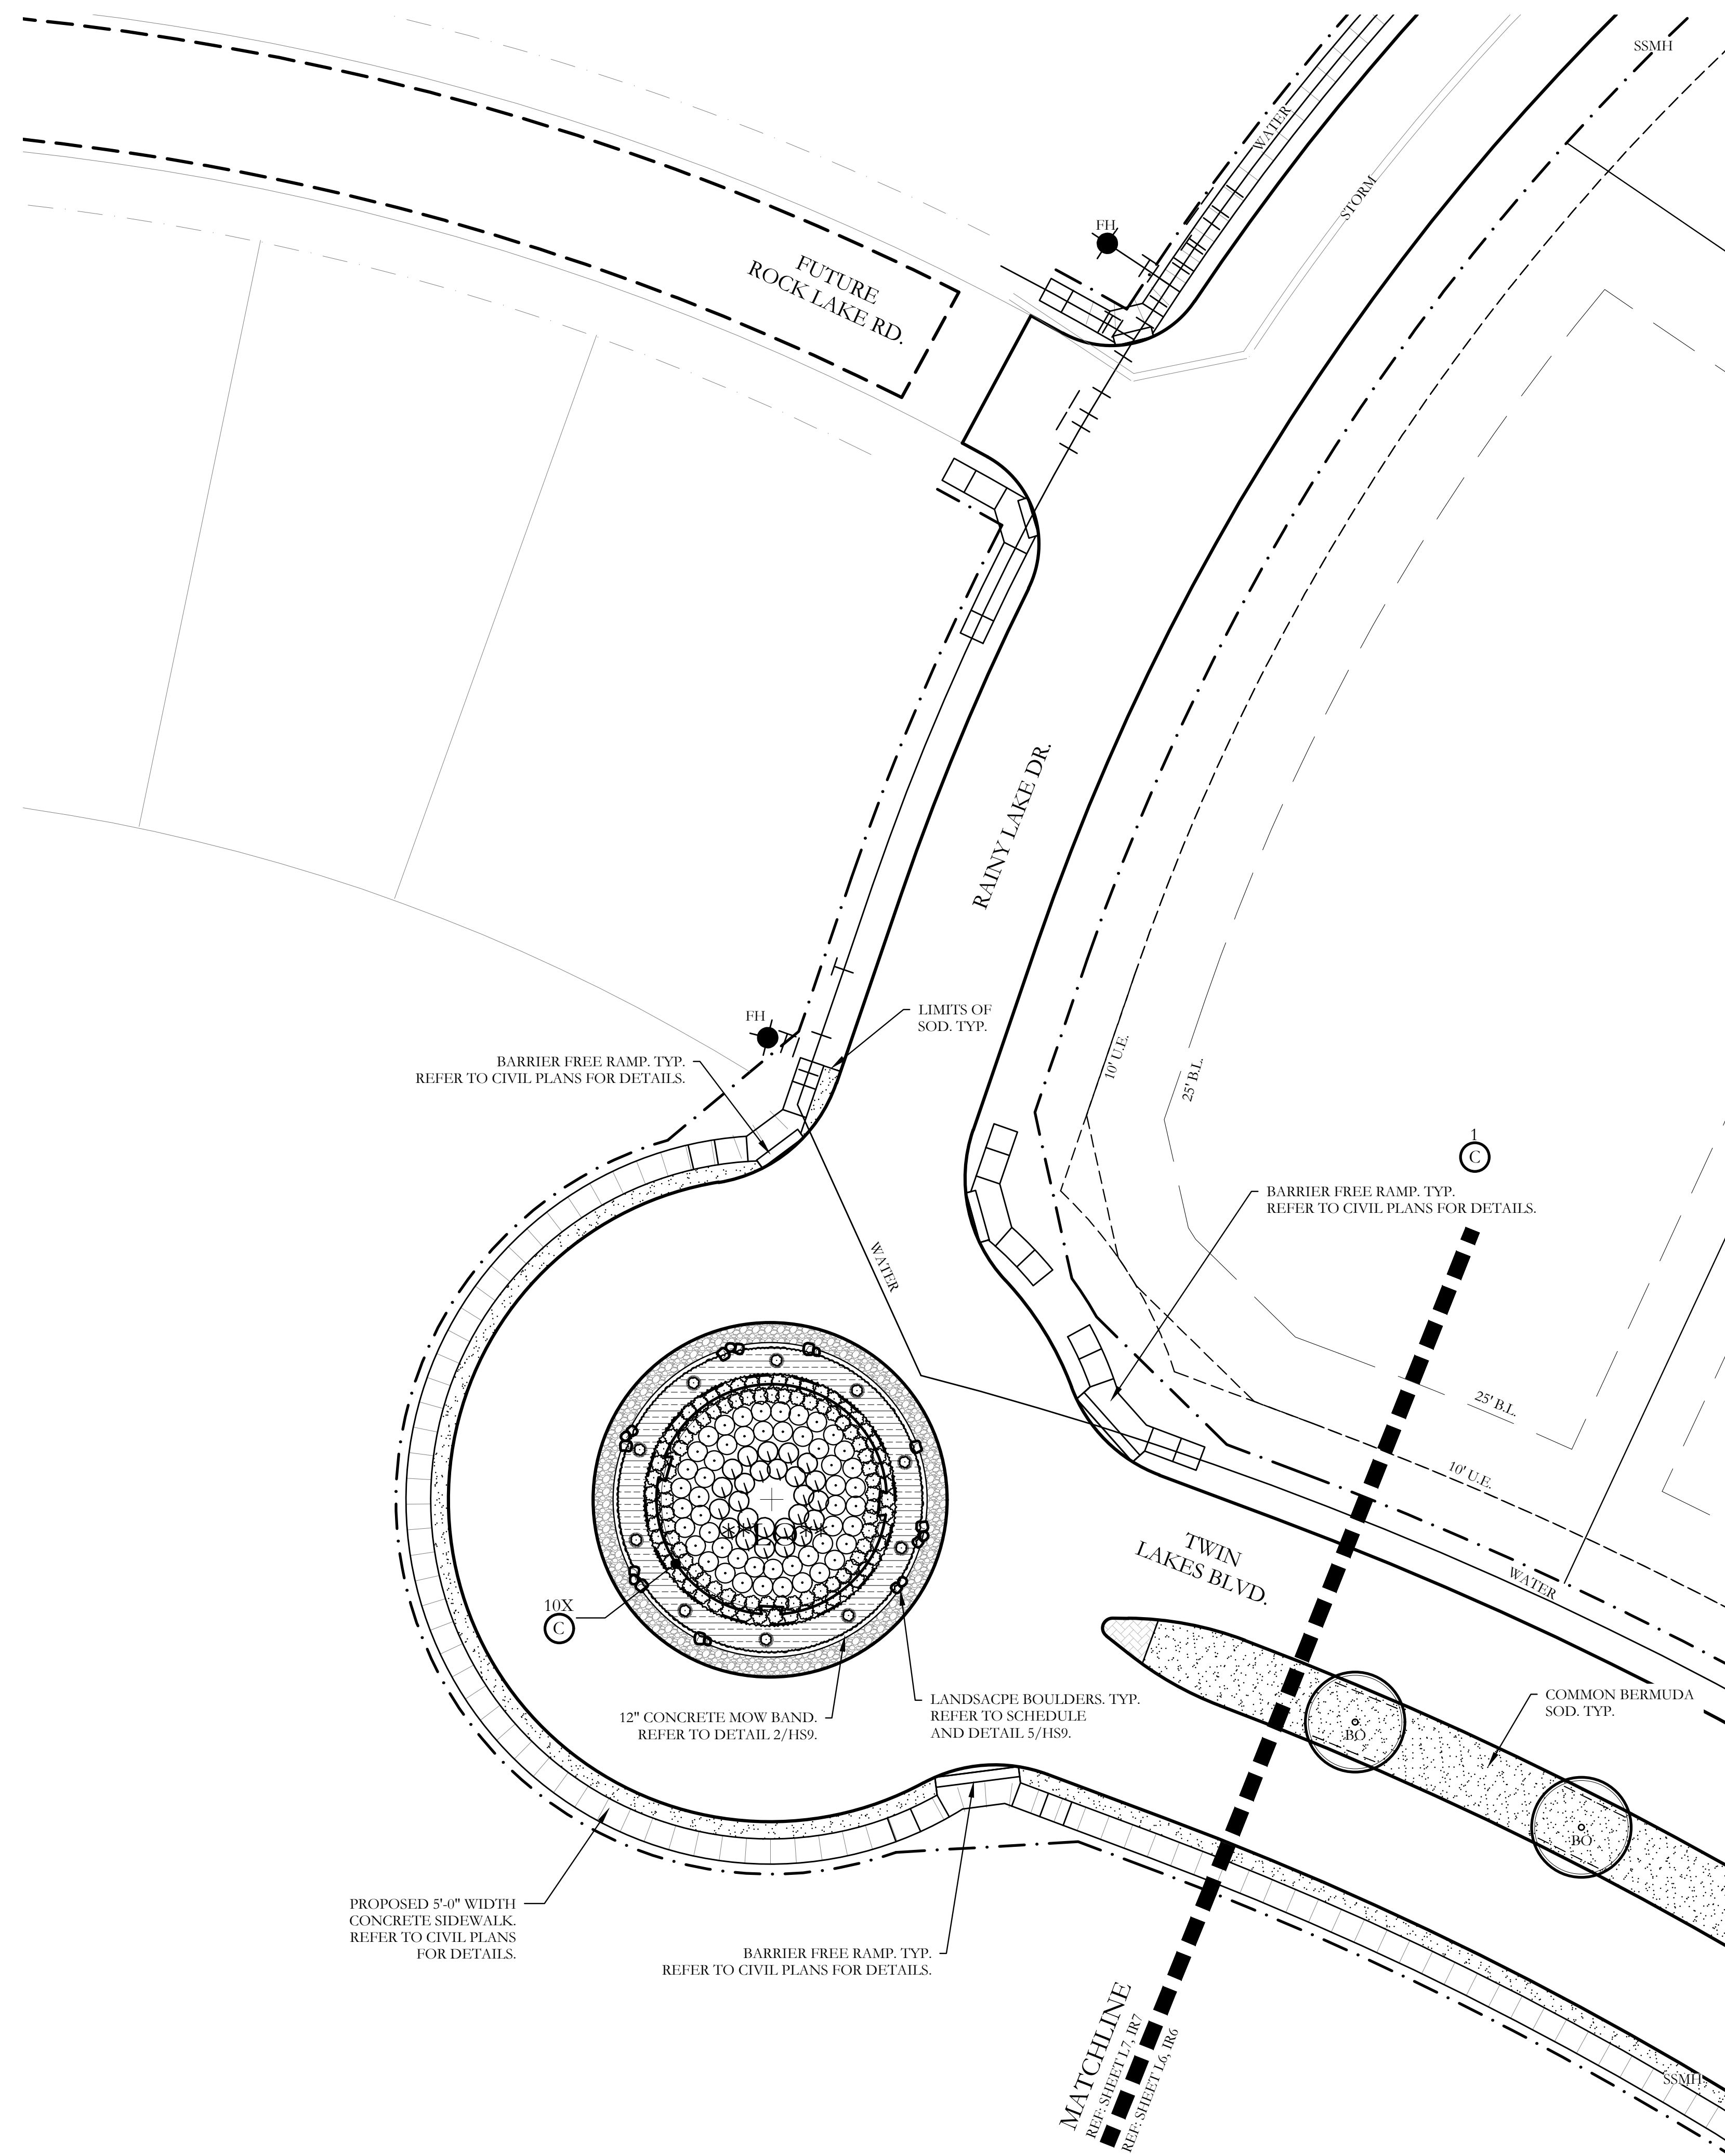 SSMH
WATER
STORM
FH
FUTURE
ROCK LAKE RD.
RAINY LAKE DR.
LIMITS OF
SOD. TYP.
FH
BARRIER FREE RAMP. TYP.
REFER TO CIVIL PLANS FOR DETAILS.
10' U.E.
25' B.L.
1
C
BARRIER FREE RAMP. TYP.
REFER TO CIVIL PLANS FOR DETAILS.
WATER
25' B.L.
10' U.E.
TWIN
LAKES BLVD.
WATER
10X
C
12" CONCRETE MOW BAND.
REFER TO DETAIL 2/HS9.
LANDSACPE BOULDERS. TYP.
REFER TO SCHEDULE
AND DETAIL 5/HS9.
COMMON BERMUDA
SOD. TYP.
BO
BO
PROPOSED 5'-0" WIDTH
CONCRETE SIDEWALK.
REFER TO CIVIL PLANS
FOR DETAILS.
BARRIER FREE RAMP. TYP.
REFER TO CIVIL PLANS FOR DETAILS.
MATCHLINE
REF: SHEET L7, IR7
REF: SHEET L6, IR6
SSMH